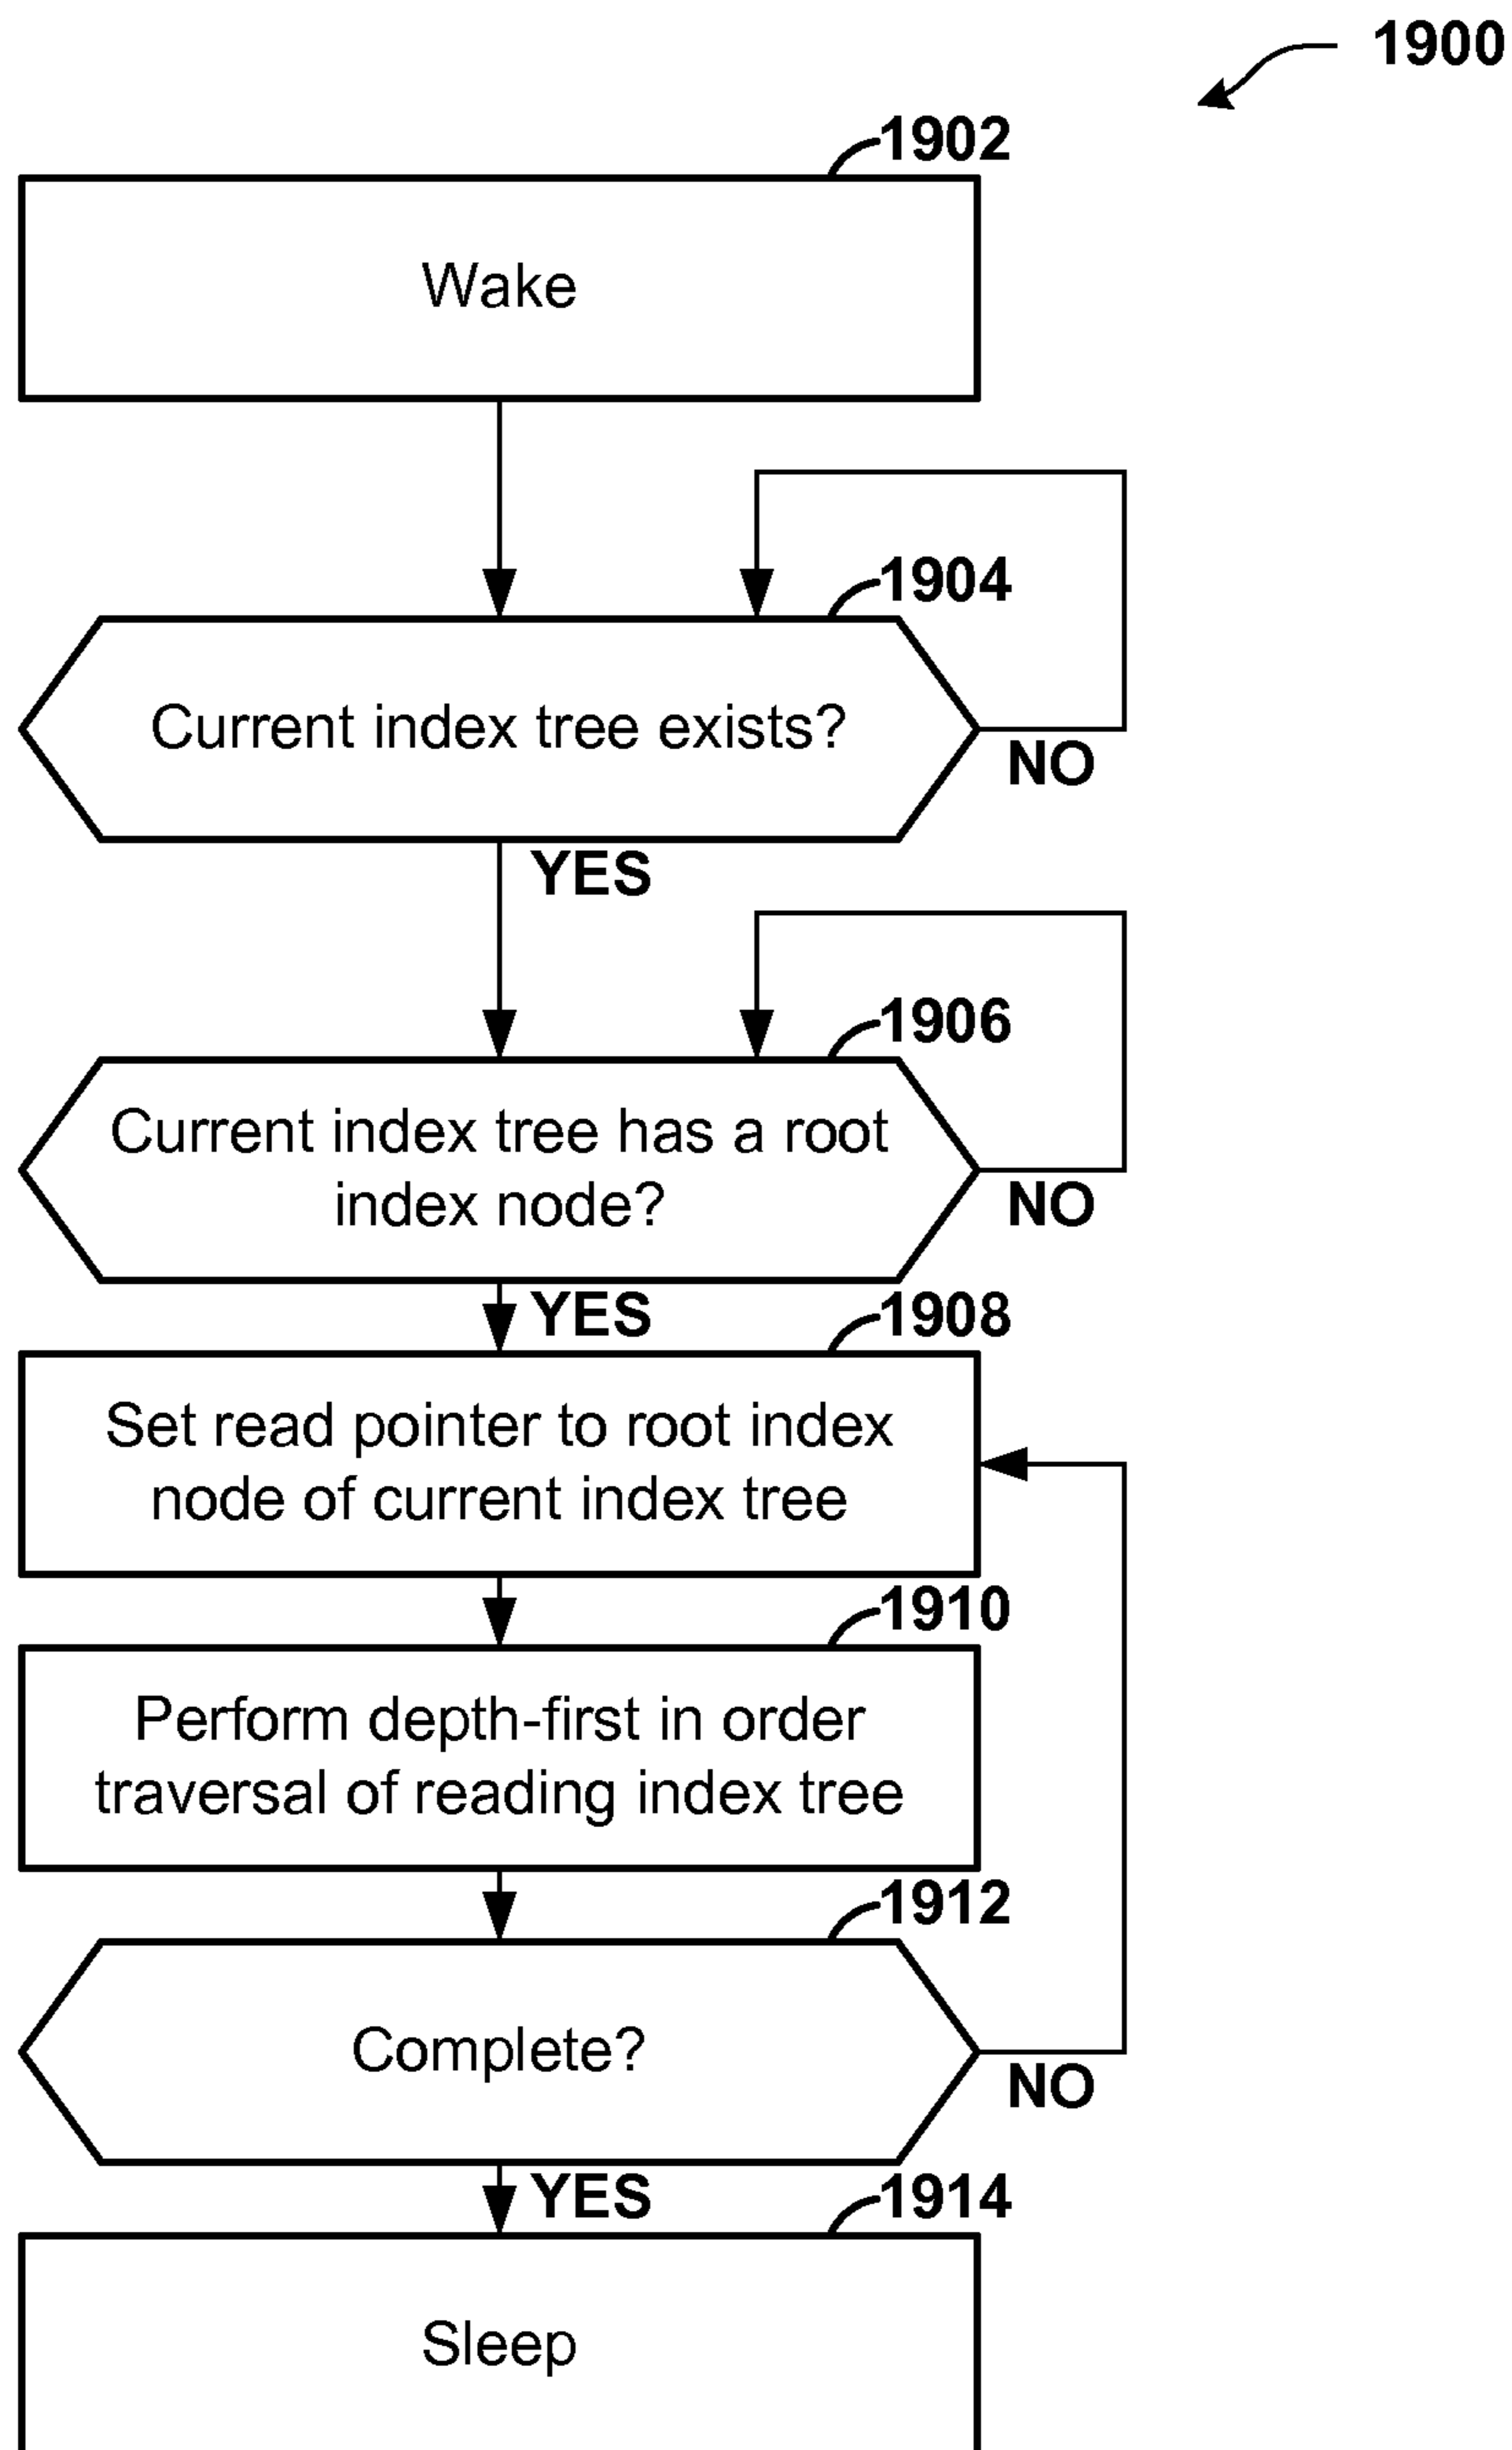 1900
1902
Wake
1904
Current index tree exists?
NO
YES
1906
Current index tree has a root
index node?
NO
YES
1908
Set read pointer to root index
node of current index tree
1910
Perform depth-first in order
traversal of reading index tree
1912
Complete?
NO
YES
1914
Sleep